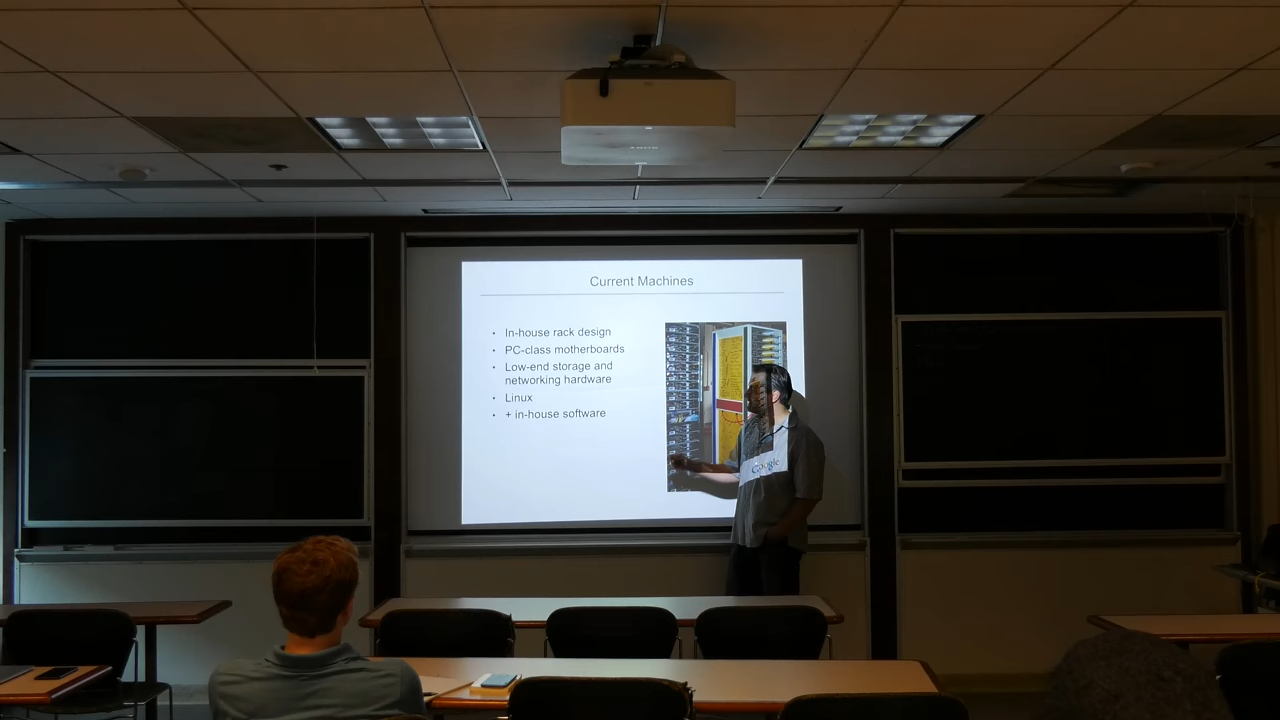 Current Machines
• In-house rack design
• PC-class motherboards
• Low-end storage and
networking hardware
• Linux
• + in-house software
Google